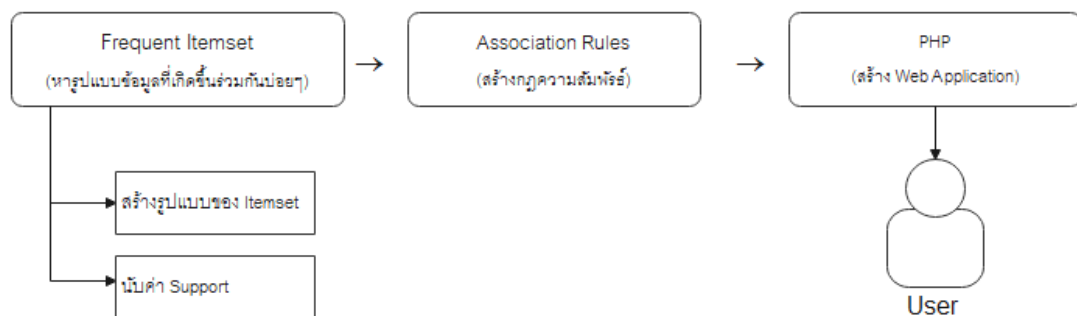 Frequent Itemset
(หารูปแบบข้อมูลที่เกิดขึ้นร่วมกันบ่อยๆ)
→
Association Rules
(สร้างกฎความสัมพัธธ์)
→
PHP
(สร้าง Web Application)
สร้างรูปแบบของ Itemset
นับค่า Support
User